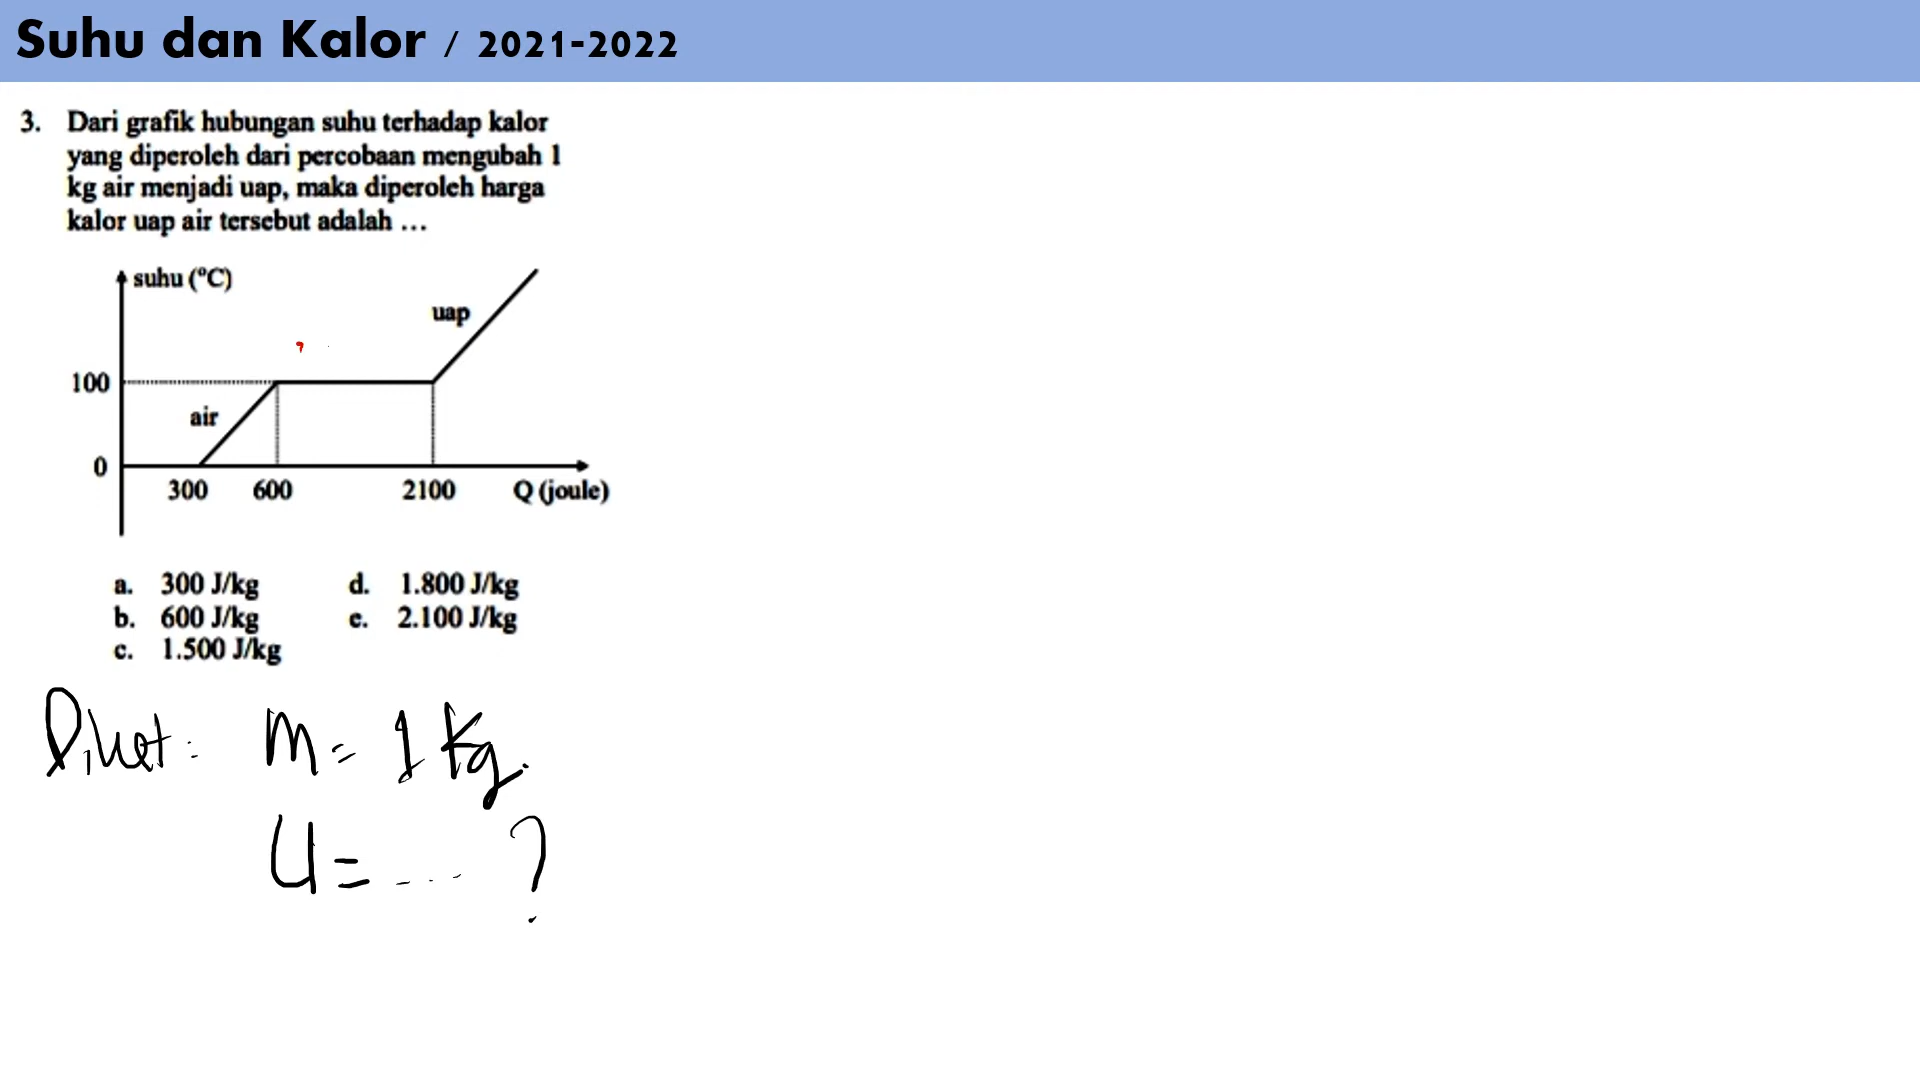 Suhu dan Kalor / 2021-2022
3. Dari grafik hubungan suhu terhadap kalor
yang diperoleh dari percobaan mengubah 1
kg air menjadi uap, maka diperoleh harga
kalor uap air tersebut adalah ...
suhu (°C)
uap
100
air
0
300 600 2100 Q (joule)
a. 300 J/kg d. 1.800 J/kg
b. 600 J/kg e. 2.100 J/kg
c. 1.500 J/kg
Diket: m = 1 Kg.
U = .... ?